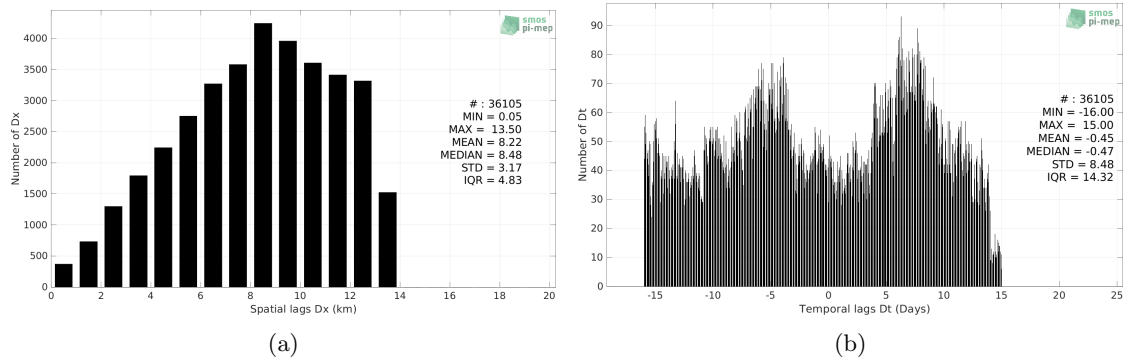 smos
pi-mep
4000
3500
3000
2500
2000
1500
1000
500
0
Number of Dx
# : 36105
MIN = 0.05
MAX = 13.50
MEAN = 8.22
MEDIAN = 8.48
STD = 3.17
IQR = 4.83
0 2 4 6 8 10 12 14 16 18 20
Spatial lags Dx (km)
(a)
smos
pi-mep
90
80
70
60
50
40
30
20
10
0
Number of Dt
# : 36105
MIN = -16.00
MAX = 15.00
MEAN = -0.45
MEDIAN = -0.47
STD = 8.48
IQR = 14.32
-15 -10 -5 0 5 10 15 20 25
Temporal lags Dt (Days)
(b)